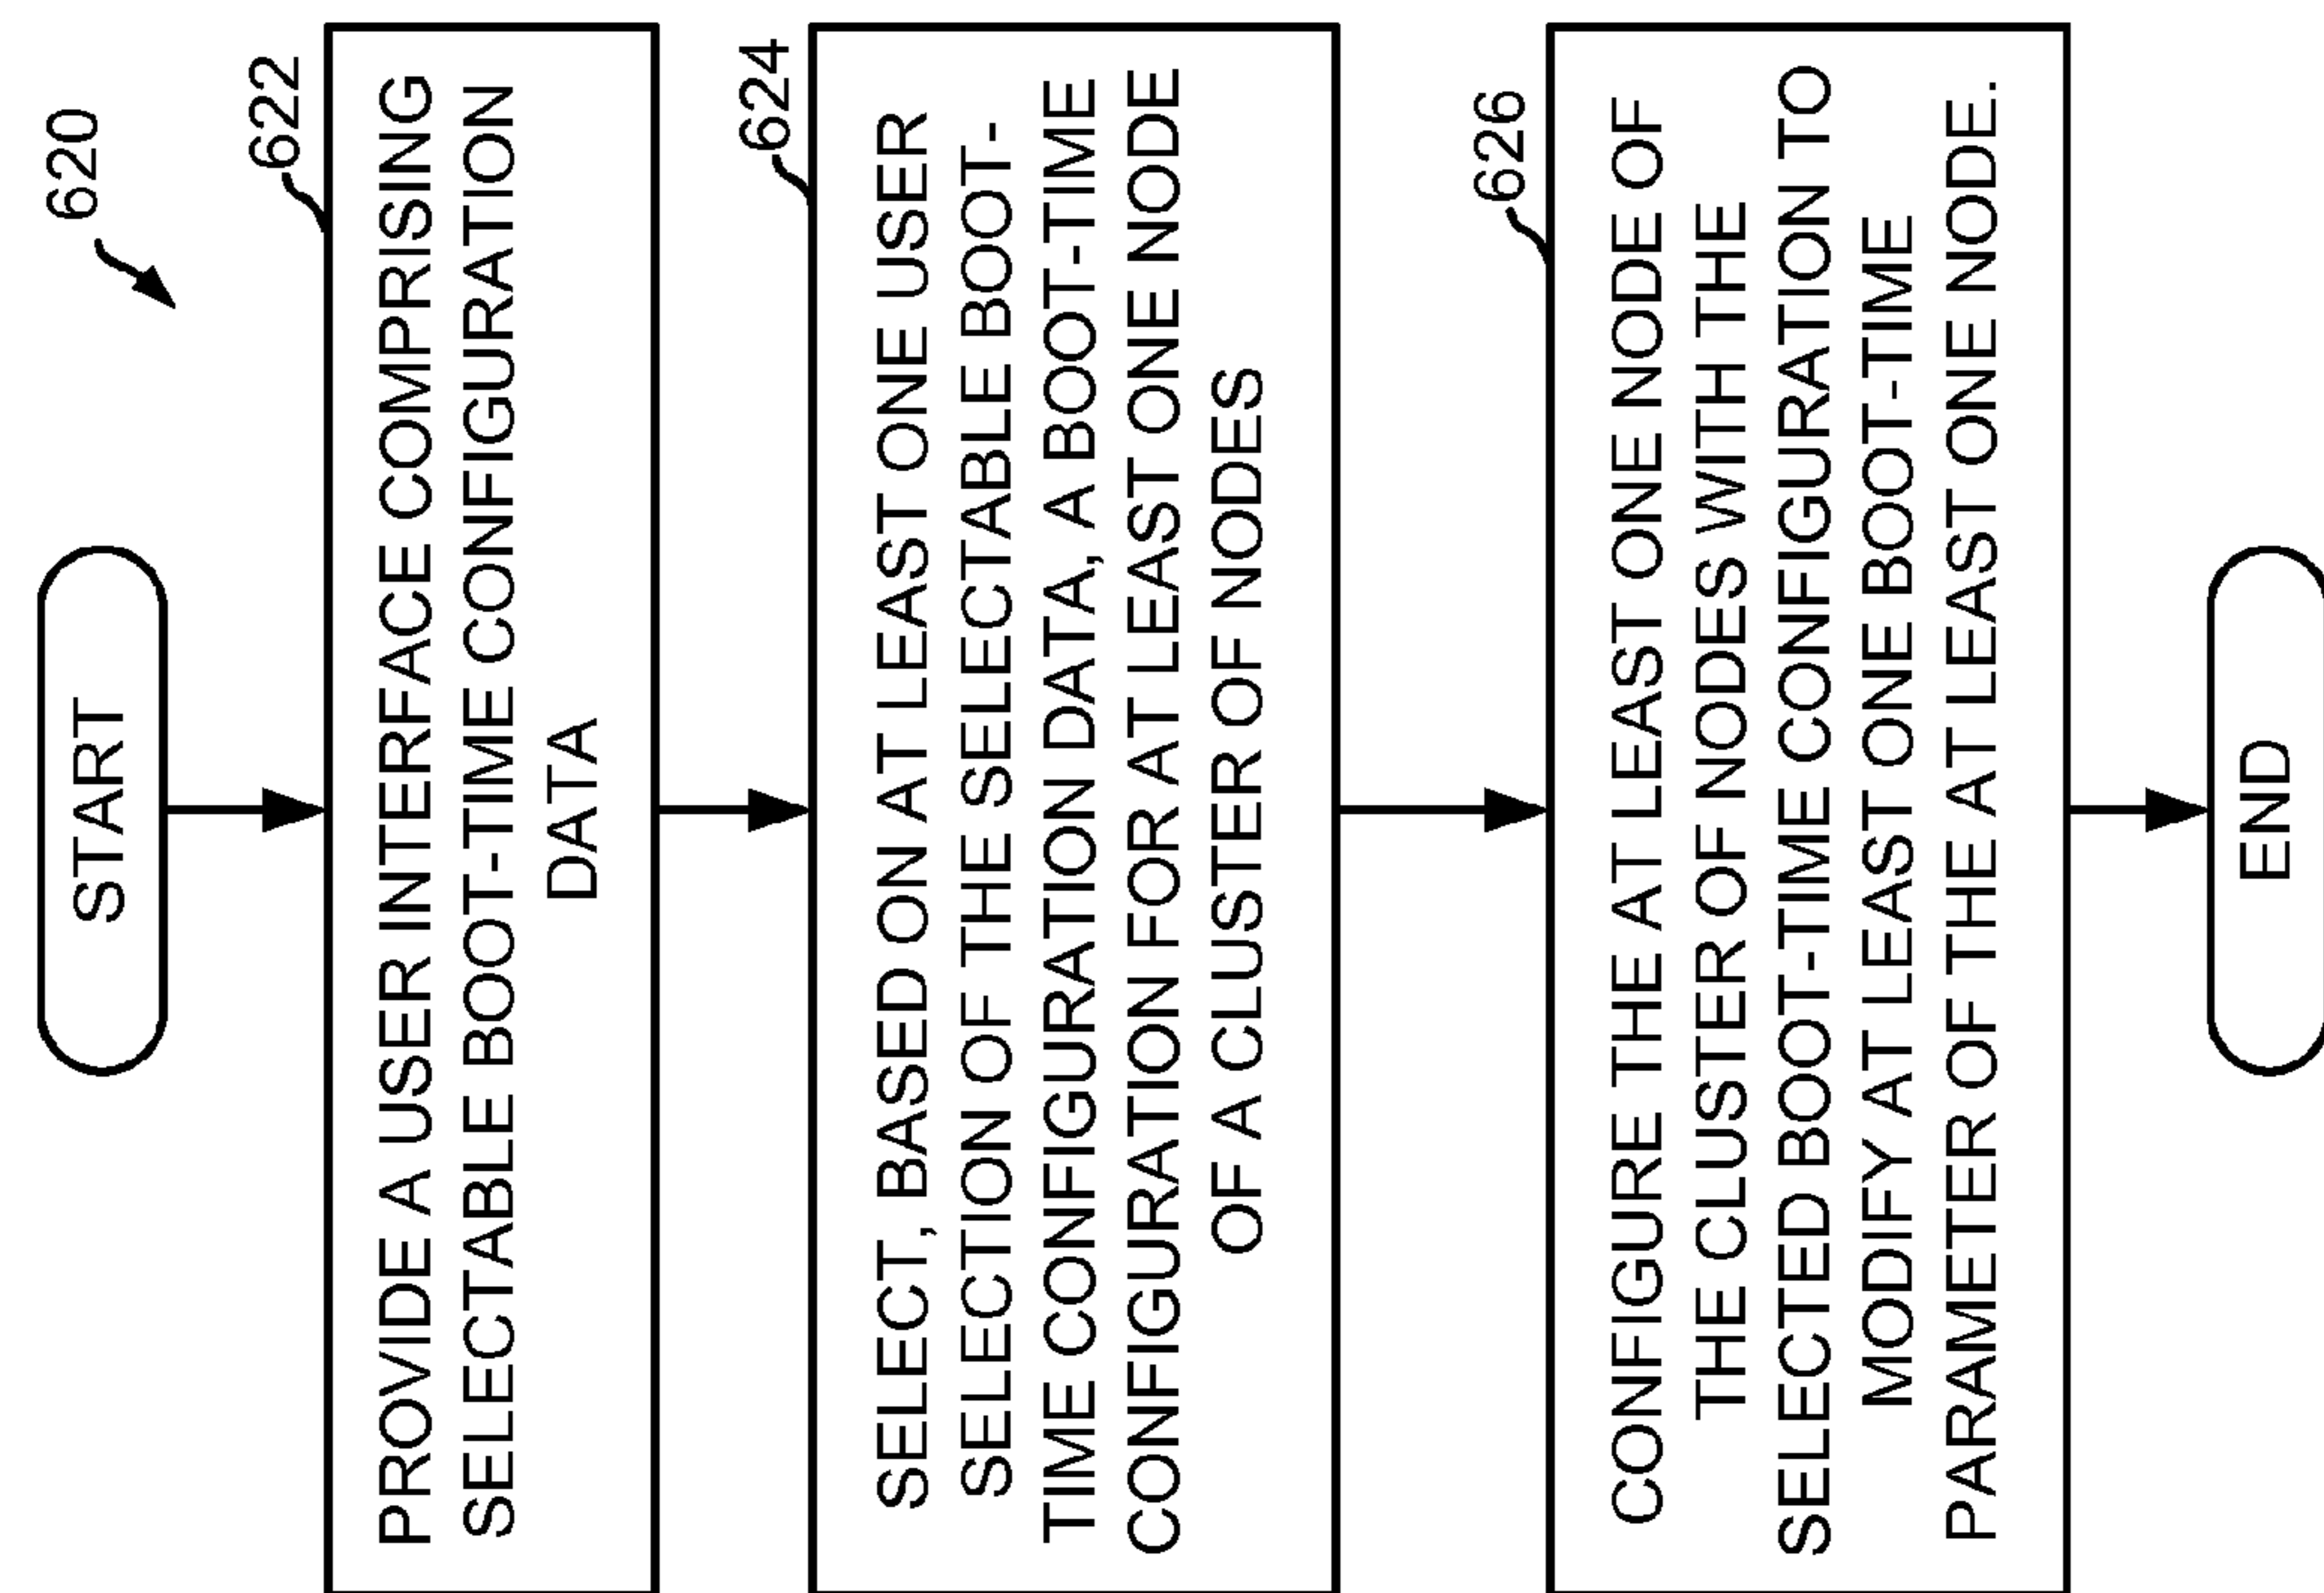 620
START
622
PROVIDE A USER INTERFACE COMPRISING
SELECTABLE BOOT-TIME CONFIGURATION
DATA
624
SELECT, BASED ON AT LEAST ONE USER
SELECTION OF THE SELECTABLE BOOT-
TIME CONFIGURATION DATA, A BOOT-TIME
CONFIGURATION FOR AT LEAST ONE NODE
OF A CLUSTER OF NODES
626
CONFIGURE THE AT LEAST ONE NODE OF
THE CLUSTER OF NODES WITH THE
SELECTED BOOT-TIME CONFIGURATION TO
MODIFY AT LEAST ONE BOOT-TIME
PARAMETER OF THE AT LEAST ONE NODE.
END